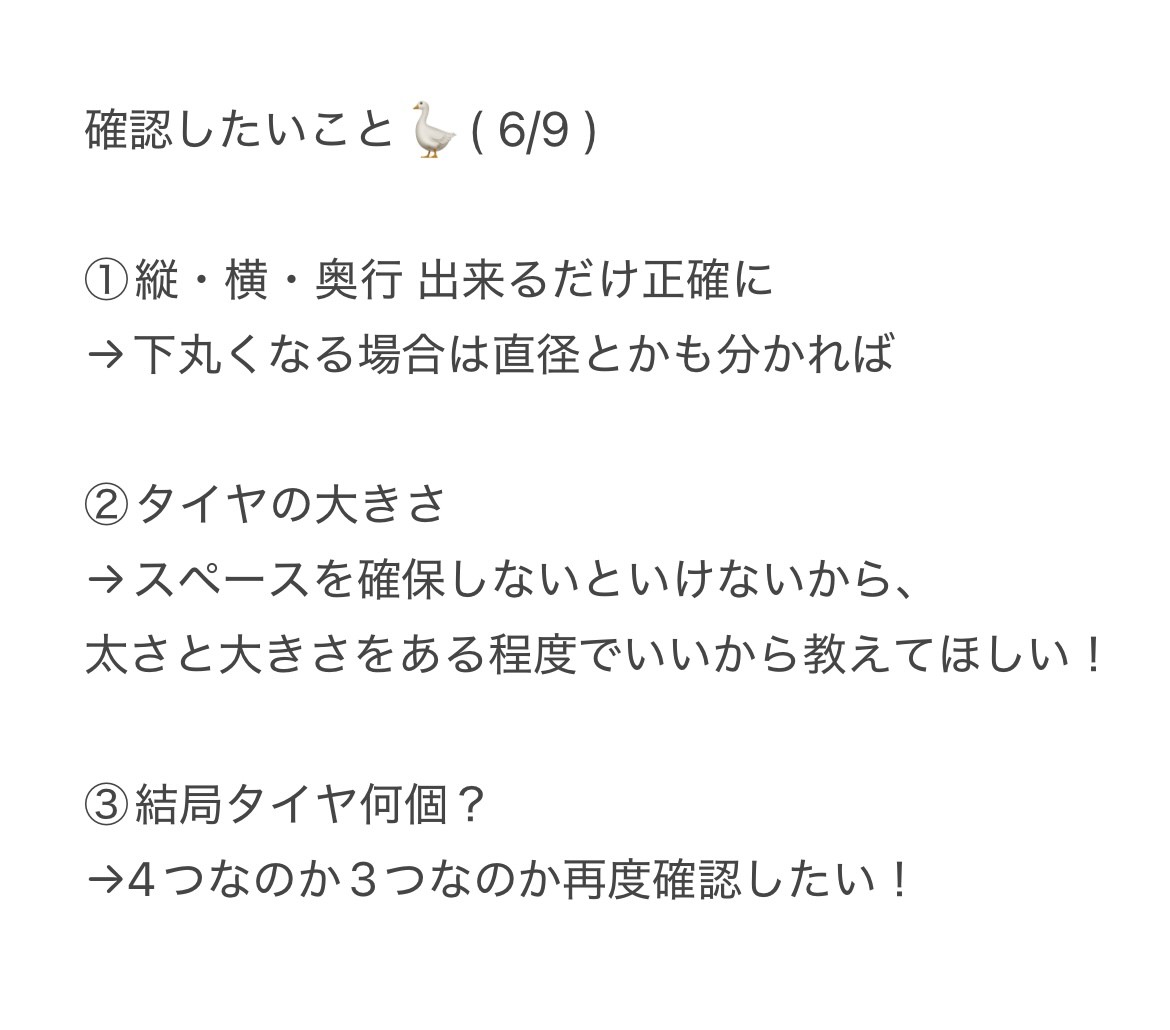 確認したいこと🪿 ( 6/9 )
①縦・横・奥行 出来るだけ正確に
→下丸くなる場合は直径とかも分かれば
②タイヤの大きさ
→スペースを確保しないといけないから、
太さと大きさをある程度でいいから教えてほしい！
③結局タイヤ何個？
→4つなのか3つなのか再度確認したい！